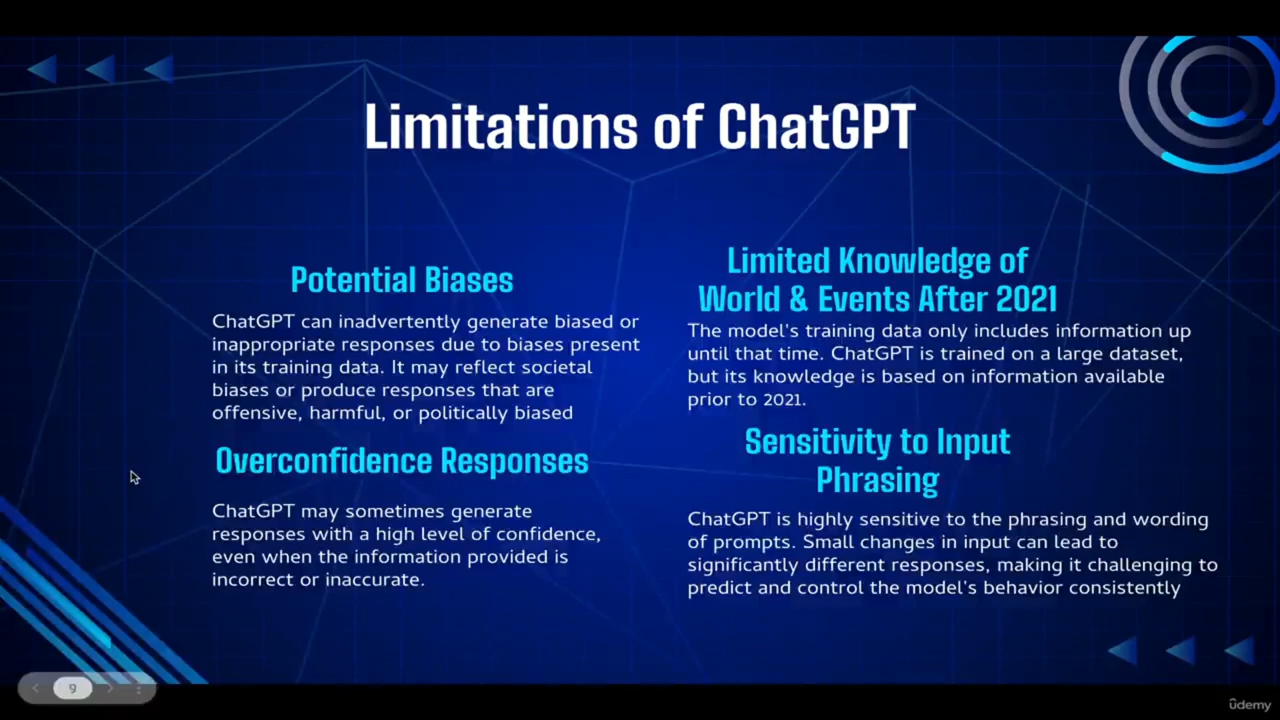 Limitations of ChatGPT
Potential Biases
ChatGPT can inadvertently generate biased or
inappropriate responses due to biases present
in its training data. It may reflect societal
biases or produce responses that are
offensive, harmful, or politically biased
Limited Knowledge of
World & Events After 2021
The model's training data only includes information up
until that time. ChatGPT is trained on a large dataset,
but its knowledge is based on information available
prior to 2021.
Overconfidence Responses
ChatGPT may sometimes generate
responses with a high level of confidence,
even when the information provided is
incorrect or inaccurate.
Sensitivity to Input
Phrasing
ChatGPT is highly sensitive to the phrasing and wording
of prompts. Small changes in input can lead to
significantly different responses, making it challenging to
predict and control the model's behavior consistently
9
ûdemy